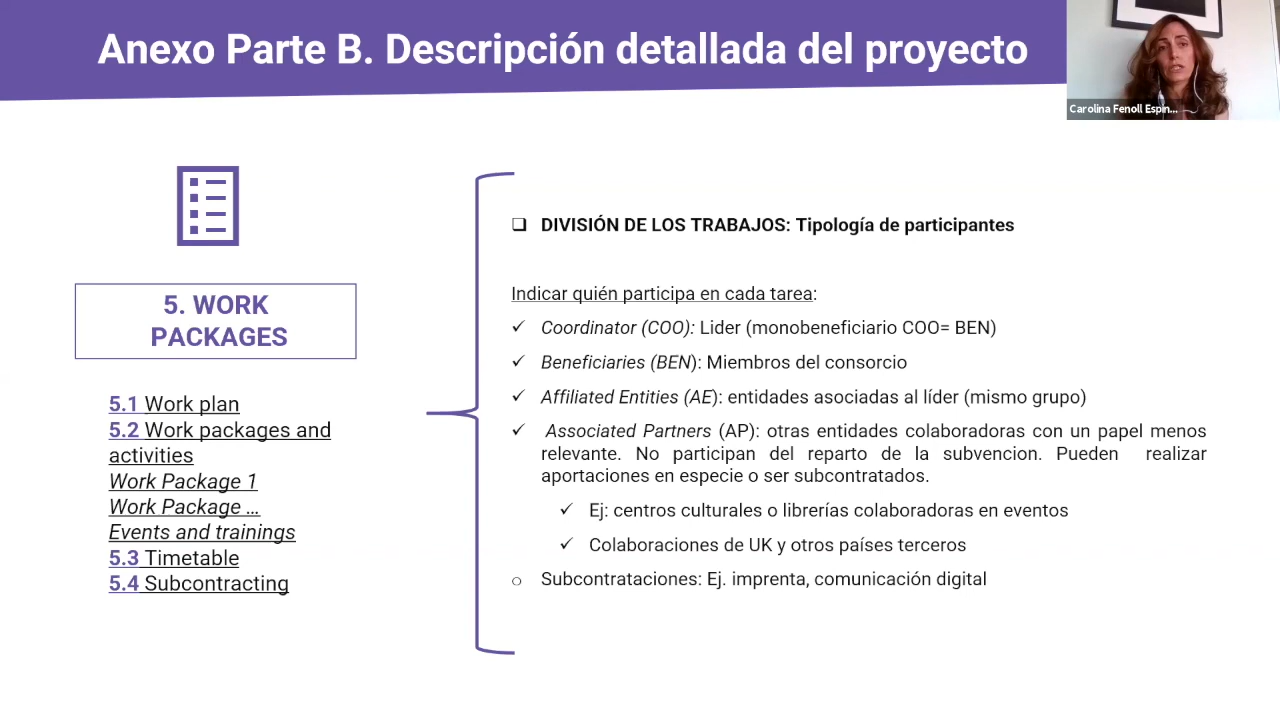 Anexo Parte B. Descripción detallada del proyecto
Carolina Fenoll Espin...
5. WORK
PACKAGES
5.1 Work plan
5.2 Work packages and
activities
Work Package 1
Work Package ...
Events and trainings
5.3 Timetable
5.4 Subcontracting
❑ DIVISIÓN DE LOS TRABAJOS: Tipología de participantes
Indicar quién participa en cada tarea:
✓ Coordinator (COO): Lider (monobeneficiario COO= BEN)
✓ Beneficiaries (BEN): Miembros del consorcio
✓ Affiliated Entities (AE): entidades asociadas al líder (mismo grupo)
✓ Associated Partners (AP): otras entidades colaboradoras con un papel menos
relevante. No participan del reparto de la subvencion. Pueden realizar
aportaciones en especie o ser subcontratados.
✓ Ej: centros culturales o librerías colaboradoras en eventos
✓ Colaboraciones de UK y otros países terceros
○ Subcontrataciones: Ej. imprenta, comunicación digital